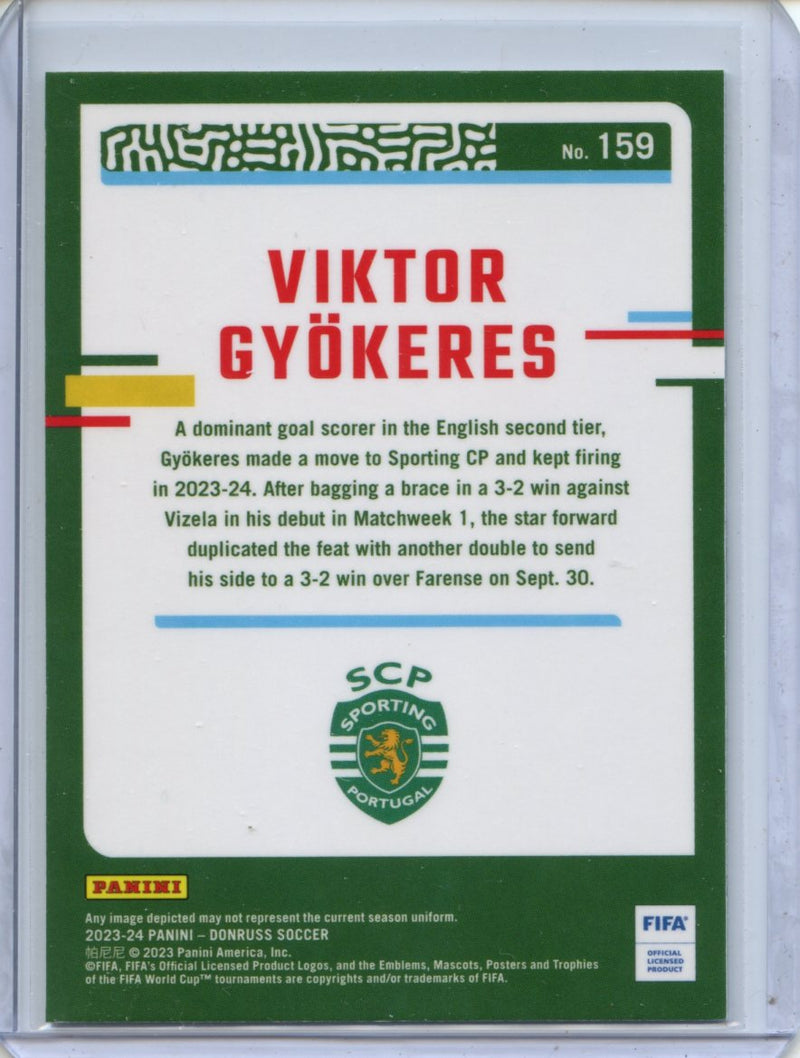 No. 159
VIKTOR
GYÖKERES
A dominant goal scorer in the English second tier,
Gyökeres made a move to Sporting CP and kept firing
in 2023-24. After bagging a brace in a 3-2 win against
Vizela in his debut in Matchweek 1, the star forward
duplicated the feat with another double to send
his side to a 3-2 win over Farense on Sept. 30.
SCP
SPORTING
PORTUGAL
PANINI
Any image depicted may not represent the current season uniform.
2023-24 PANINI – DONRUSS SOCCER
帕尼尼 © 2023 Panini America, Inc.
©FIFA, FIFA's Official Licensed Product Logos, and the Emblems, Mascots, Posters and Trophies
of the FIFA World Cup™ tournaments are copyrights and/or trademarks of FIFA.
FIFA®
OFFICIAL
LICENSED
PRODUCT